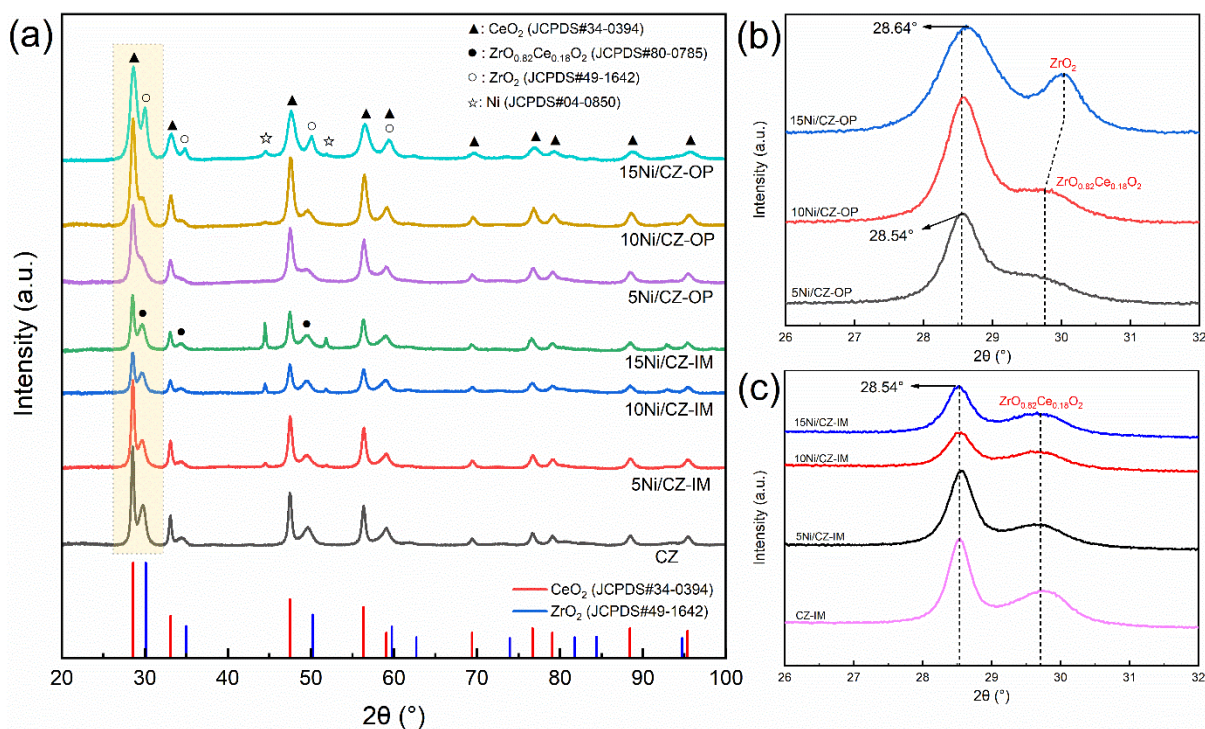 (a)
▲: CeO₂ (JCPDS#34-0394)
●: ZrO₀.₈₂Ce₀.₁₈O₂ (JCPDS#80-0785)
○: ZrO₂ (JCPDS#49-1642)
☆: Ni (JCPDS#04-0850)
15Ni/CZ-OP
10Ni/CZ-OP
5Ni/CZ-OP
15Ni/CZ-IM
10Ni/CZ-IM
5Ni/CZ-IM
CZ
CeO₂ (JCPDS#34-0394)
ZrO₂ (JCPDS#49-1642)
Intensity (a.u.)
20 30 40 50 60 70 80 90 100
2θ (°)
(b)
28.64°
ZrO₂
15Ni/CZ-OP
ZrO₀.₈₂Ce₀.₁₈O₂
10Ni/CZ-OP
28.54°
5Ni/CZ-OP
Intensity (a.u.)
26 27 28 29 30 31 32
2θ (°)
(c)
28.54°
ZrO₀.₈₂Ce₀.₁₈O₂
15Ni/CZ-IM
10Ni/CZ-IM
5Ni/CZ-IM
CZ-IM
Intensity (a.u.)
26 27 28 29 30 31 32
2θ (°)